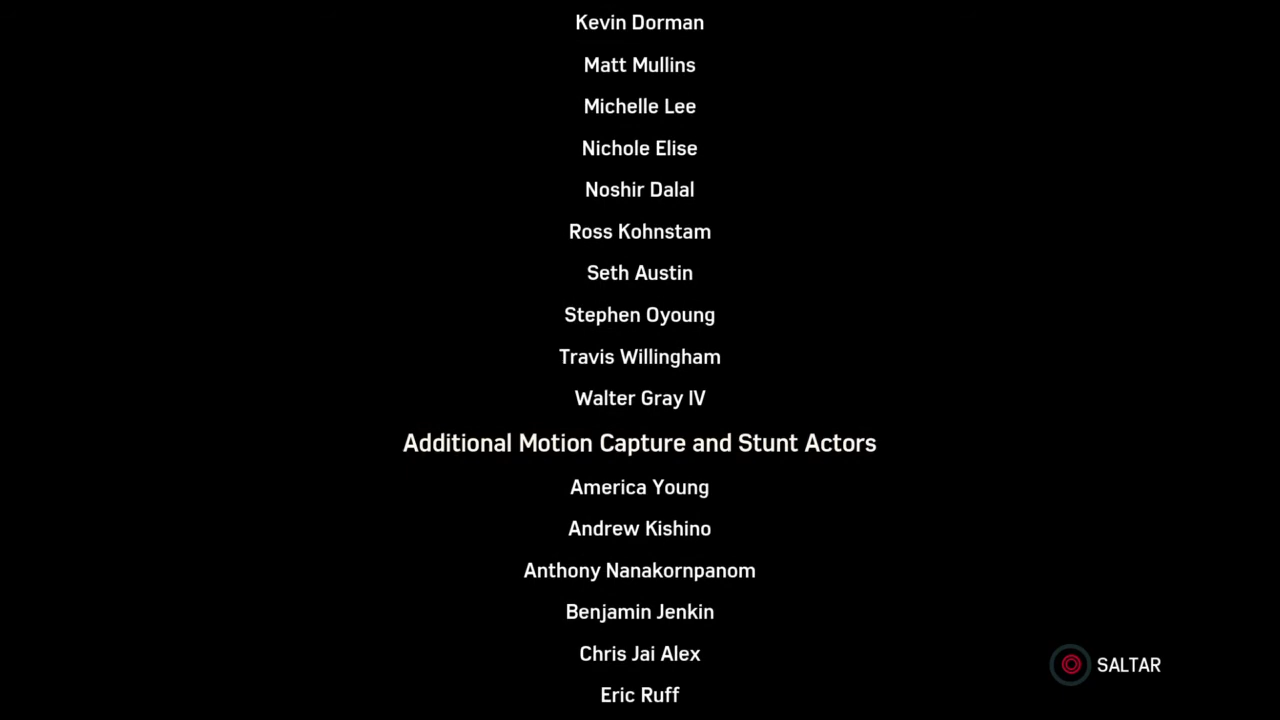 Kevin Dorman
Matt Mullins
Michelle Lee
Nichole Elise
Noshir Dalal
Ross Kohnstam
Seth Austin
Stephen Oyoung
Travis Willingham
Walter Gray IV
Additional Motion Capture and Stunt Actors
America Young
Andrew Kishino
Anthony Nanakornpanom
Benjamin Jenkin
Chris Jai Alex
SALTAR
Eric Ruff